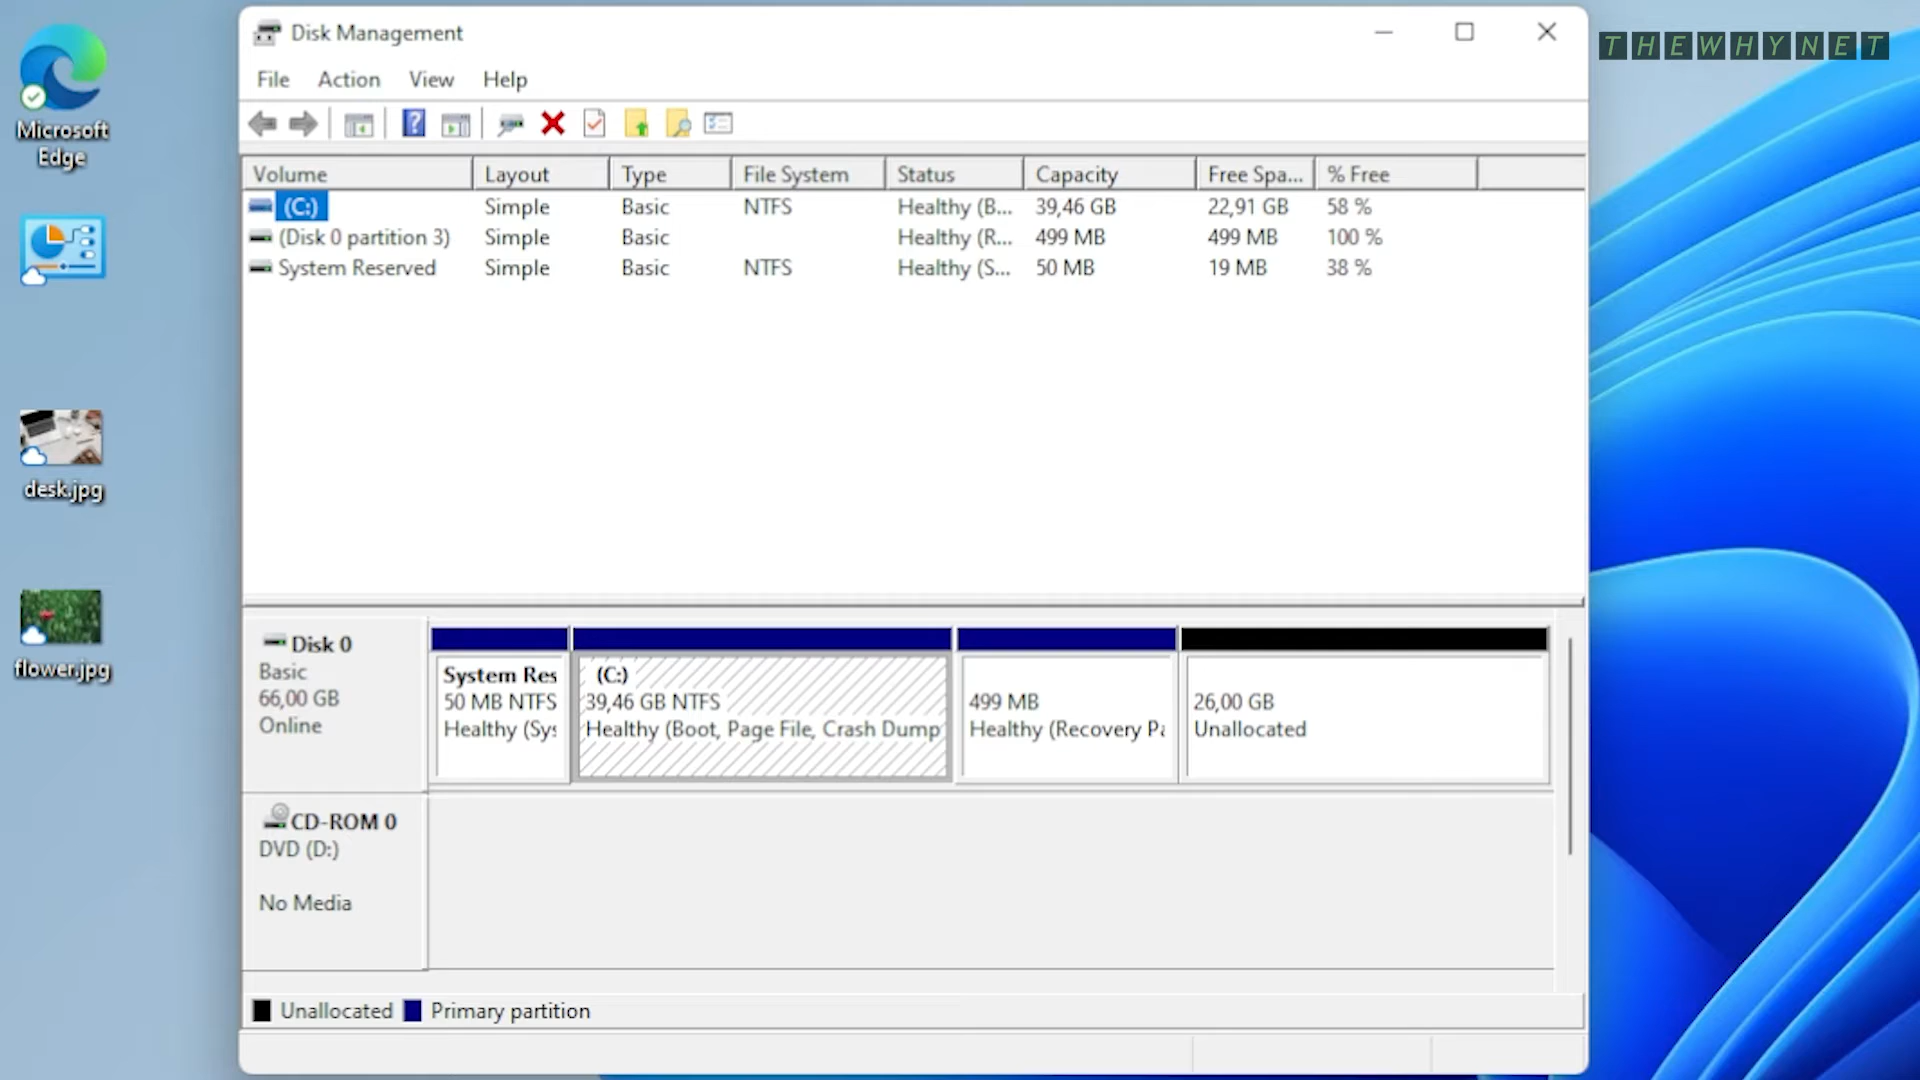 Disk Management
THEWHYNET
File Action View Help
Microsoft
Edge
Volume Layout Type File System Status Capacity Free Spa... % Free
(C:) Simple Basic NTFS Healthy (B... 39,46 GB 22,91 GB 58 %
(Disk 0 partition 3) Simple Basic Healthy (R... 499 MB 499 MB 100 %
System Reserved Simple Basic NTFS Healthy (S... 50 MB 19 MB 38 %
desk.jpg
flower.jpg
Disk 0
Basic
66,00 GB
Online
System Res
50 MB NTFS
Healthy (Sys
(C:)
39,46 GB NTFS
Healthy (Boot, Page File, Crash Dump
499 MB
Healthy (Recovery Pa
26,00 GB
Unallocated
CD-ROM 0
DVD (D:)
No Media
Unallocated Primary partition